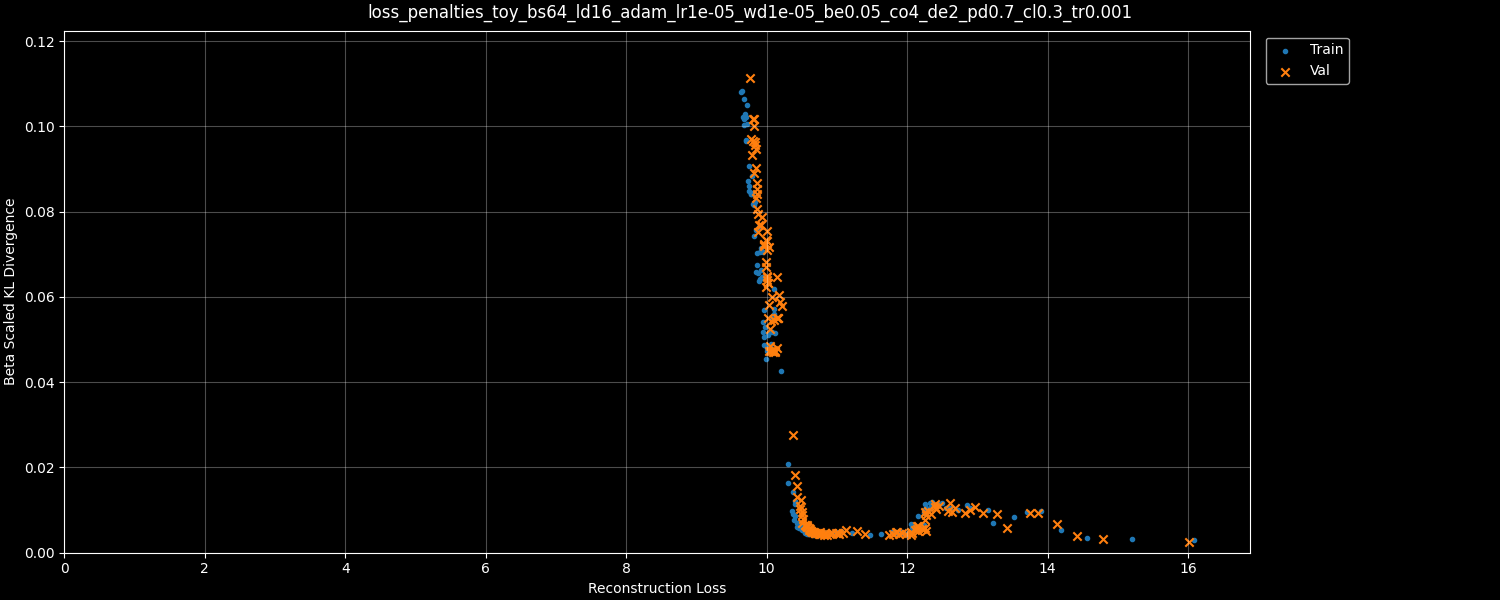 loss_penalties_toy_bs64_ld16_adam_lr1e-05_wd1e-05_be0.05_co4_de2_pd0.7_cl0.3_tr0.001
Train
Val
Beta Scaled KL Divergence
0.12
0.10
0.08
0.06
0.04
0.02
0.00
0 2 4 6 8 10 12 14 16
Reconstruction Loss